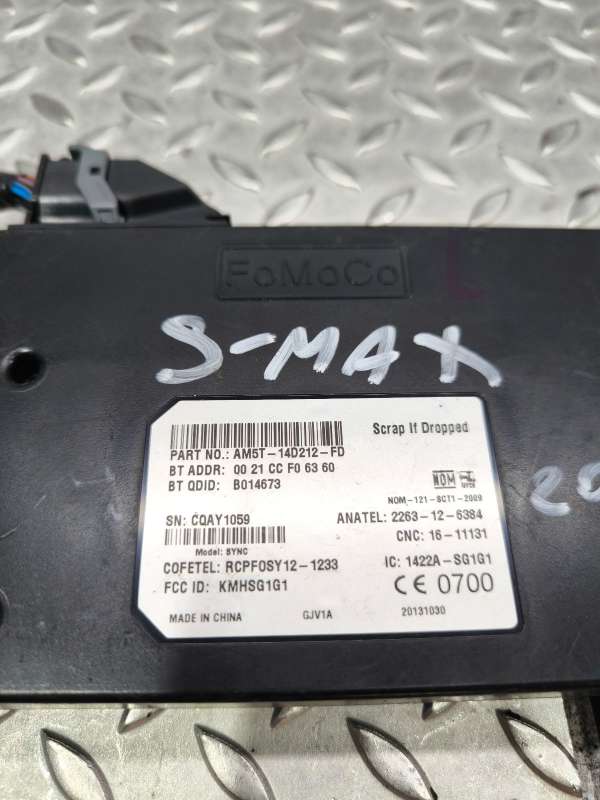 FoMoCo
S-MAX
Scrap If Dropped
PART NO.: AM5T-14D212-FD
BT ADDR: 00 21 CC F0 63 60
BT QDID: B014673
NOM
NOM-121-SCT1-2009
SN: CQAY1059
ANATEL: 2263-12-6384
Model: SYNC
CNC: 16-11131
COFETEL: RCPFOSY12-1233
IC: 1422A-SG1G1
FCC ID: KMHSG1G1
CE 0700
MADE IN CHINA
GJV1A
20131030
20